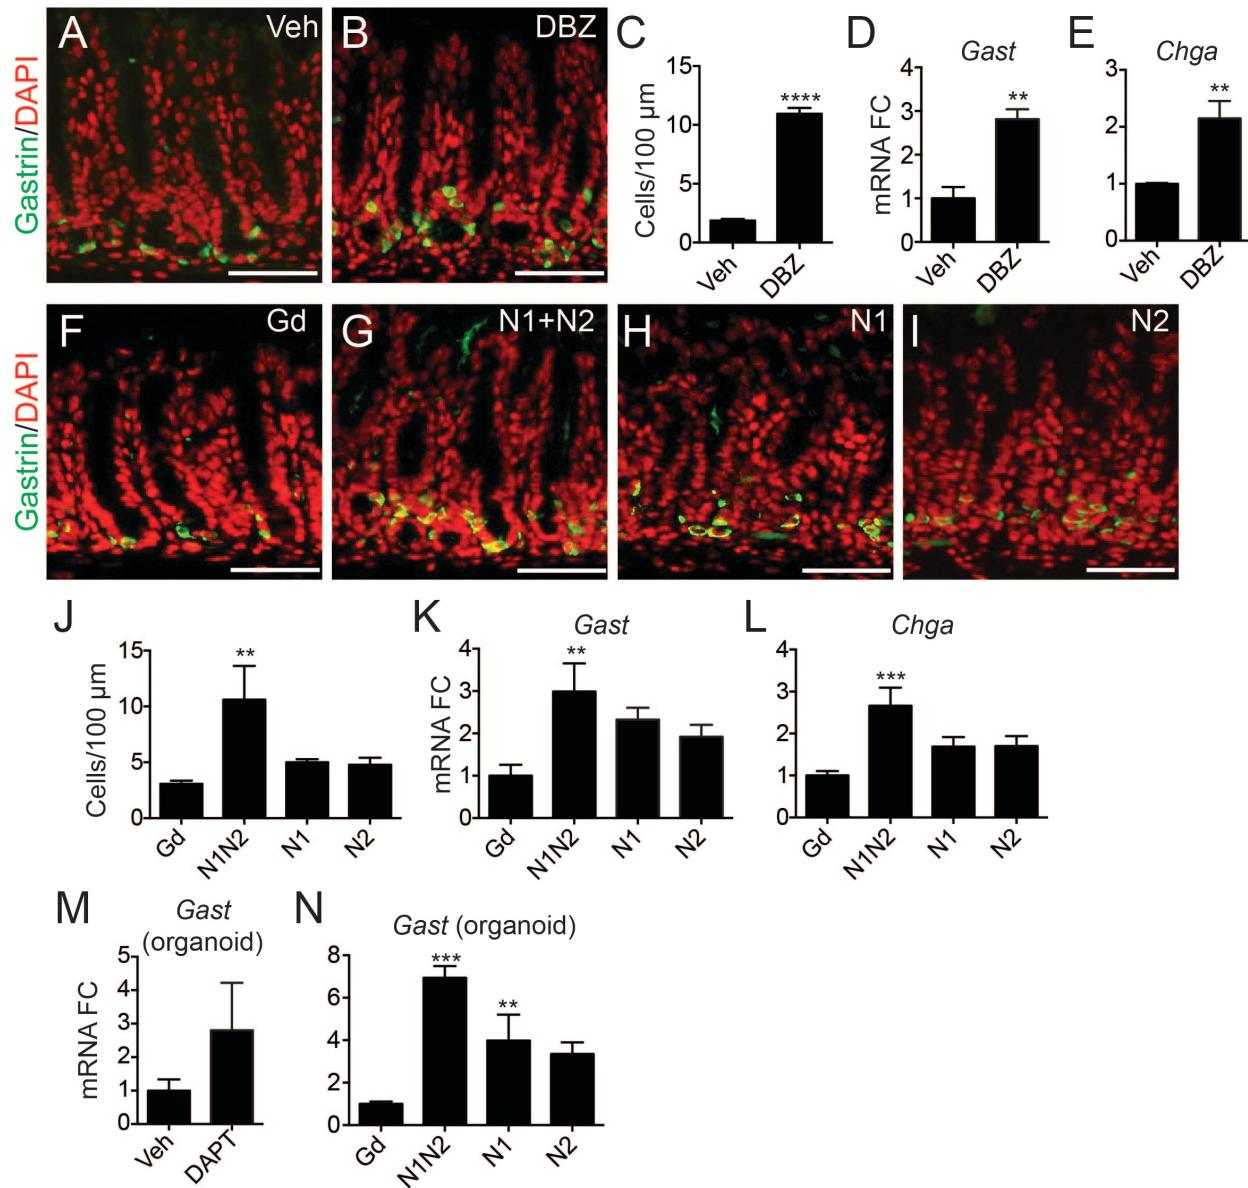 Gastrin/DAPI
A
Veh
B
DBZ
C
Cells/100 µm
15
10
5
0
****
Veh
DBZ
D
Gast
mRNA FC
4
3
2
1
0
**
Veh
DBZ
E
Chga
3
2
1
0
**
Veh
DBZ
Gastrin/DAPI
F
Gd
G
N1+N2
H
N1
I
N2
J
Cells/100 µm
15
10
5
0
**
Gd
N1N2
N1
N2
K
Gast
mRNA FC
4
3
2
1
0
**
Gd
N1N2
N1
N2
L
Chga
4
3
2
1
0
***
Gd
N1N2
N1
N2
M
Gast
(organoid)
mRNA FC
5
4
3
2
1
0
Veh
DAPT
N
Gast (organoid)
8
6
4
2
0
***
**
Gd
N1N2
N1
N2